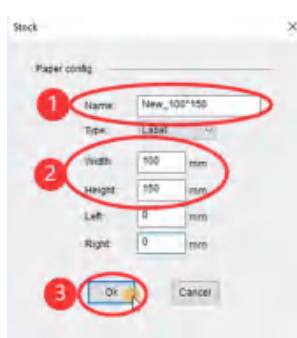 Stock
Paper config
1 Name: New_100*150
Type: Label
2 Width: 100 mm
Height: 150 mm
Left: 0 mm
Right: 0 mm
3 Ok Cancel